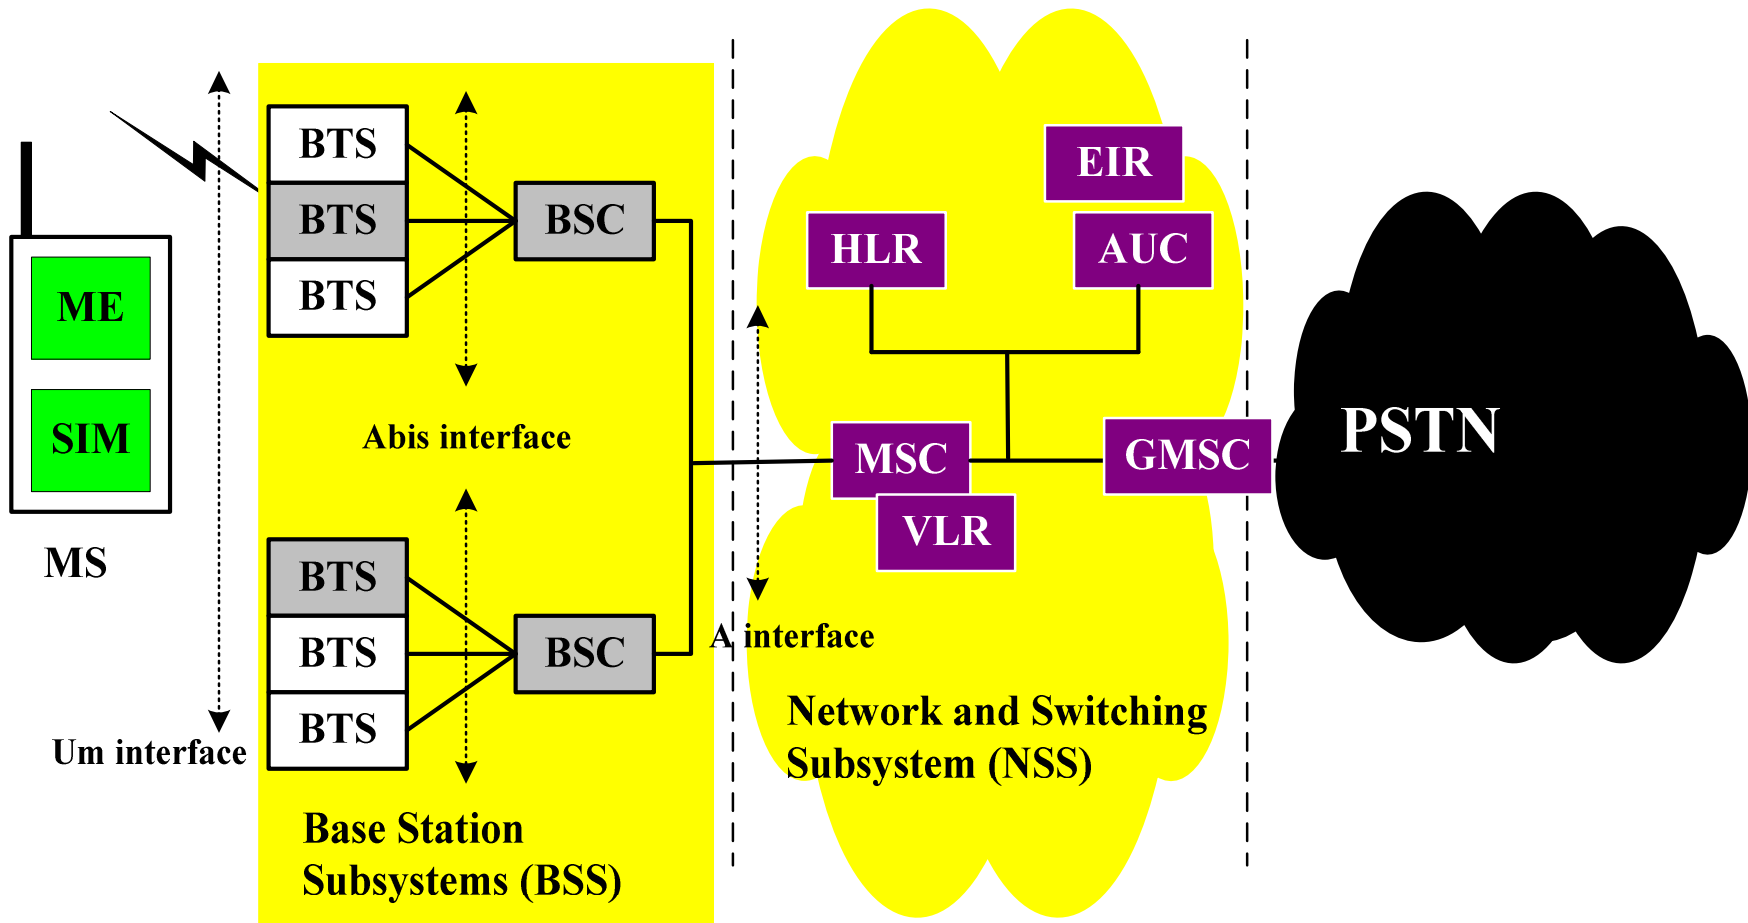 ME
SIM
MS
Um interface
BTS
BTS
BTS
BSC
Abis interface
BTS
BTS
BTS
BSC
Base Station
Subsystems (BSS)
A interface
EIR
HLR
AUC
MSC
GMSC
VLR
Network and Switching
Subsystem (NSS)
PSTN